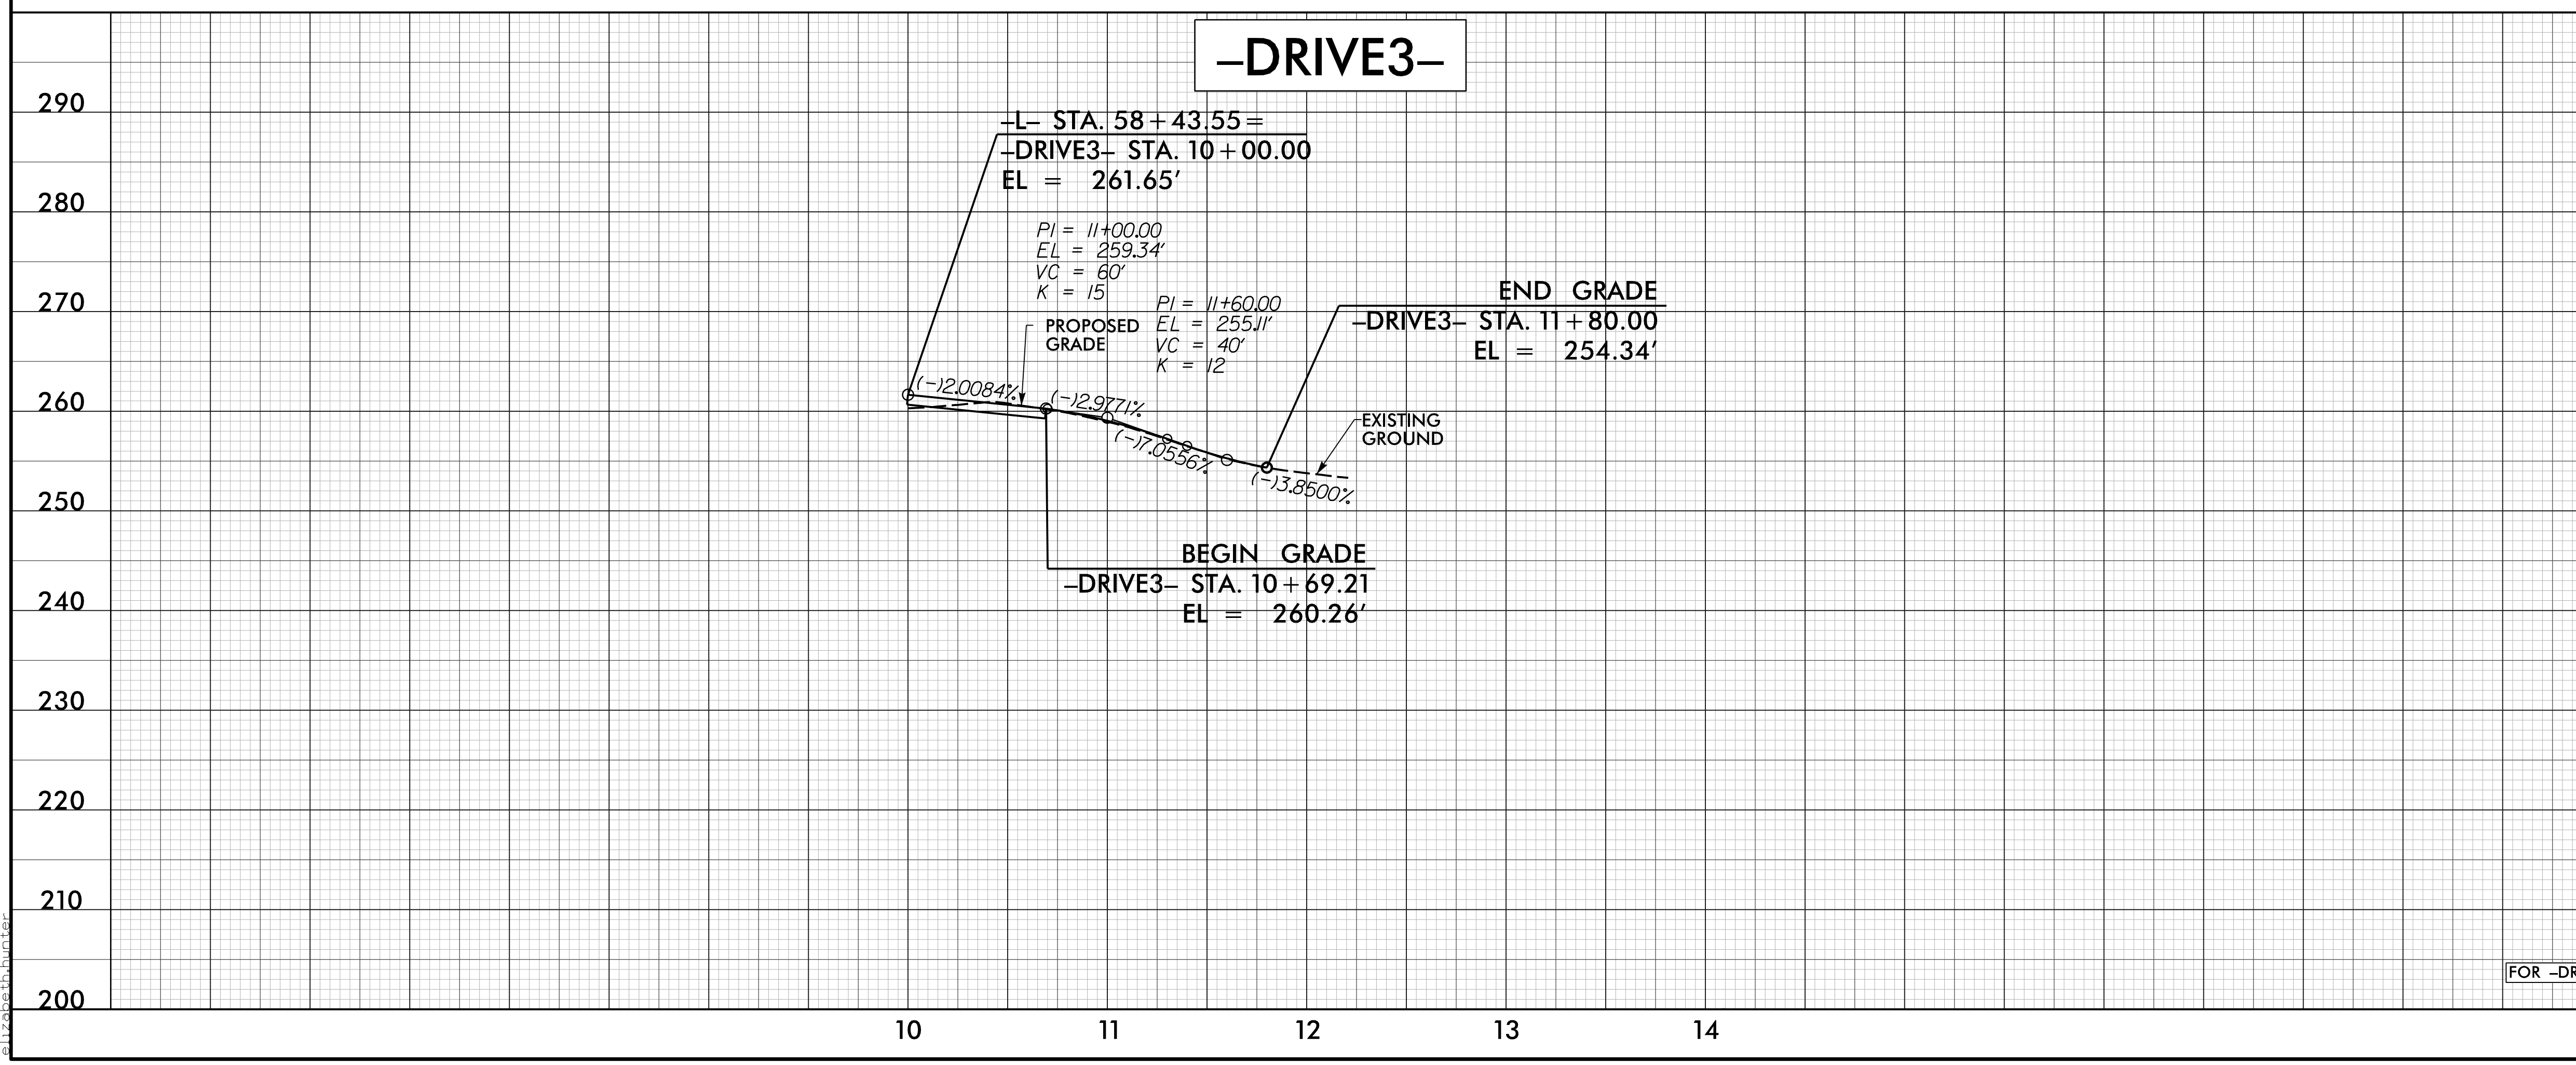 –DRIVE3–
290
280
270
260
250
240
230
220
210
200
–L– STA. 58+43.55=
–DRIVE3– STA. 10+00.00
EL = 261.65'
PI = 11+00.00
EL = 259.34'
VC = 60'
K = 15
PI = 11+60.00
EL = 255.11'
VC = 40'
K = 12
PROPOSED
GRADE
END GRADE
–DRIVE3– STA. 11+80.00
EL = 254.34'
(-)2.0084%
(-)2.9771%
(-)7.0556%
(-)3.8500%
EXISTING
GROUND
BEGIN GRADE
–DRIVE3– STA. 10+69.21
EL = 260.26'
elizabeth.hunter
FOR –DR
10 11 12 13 14